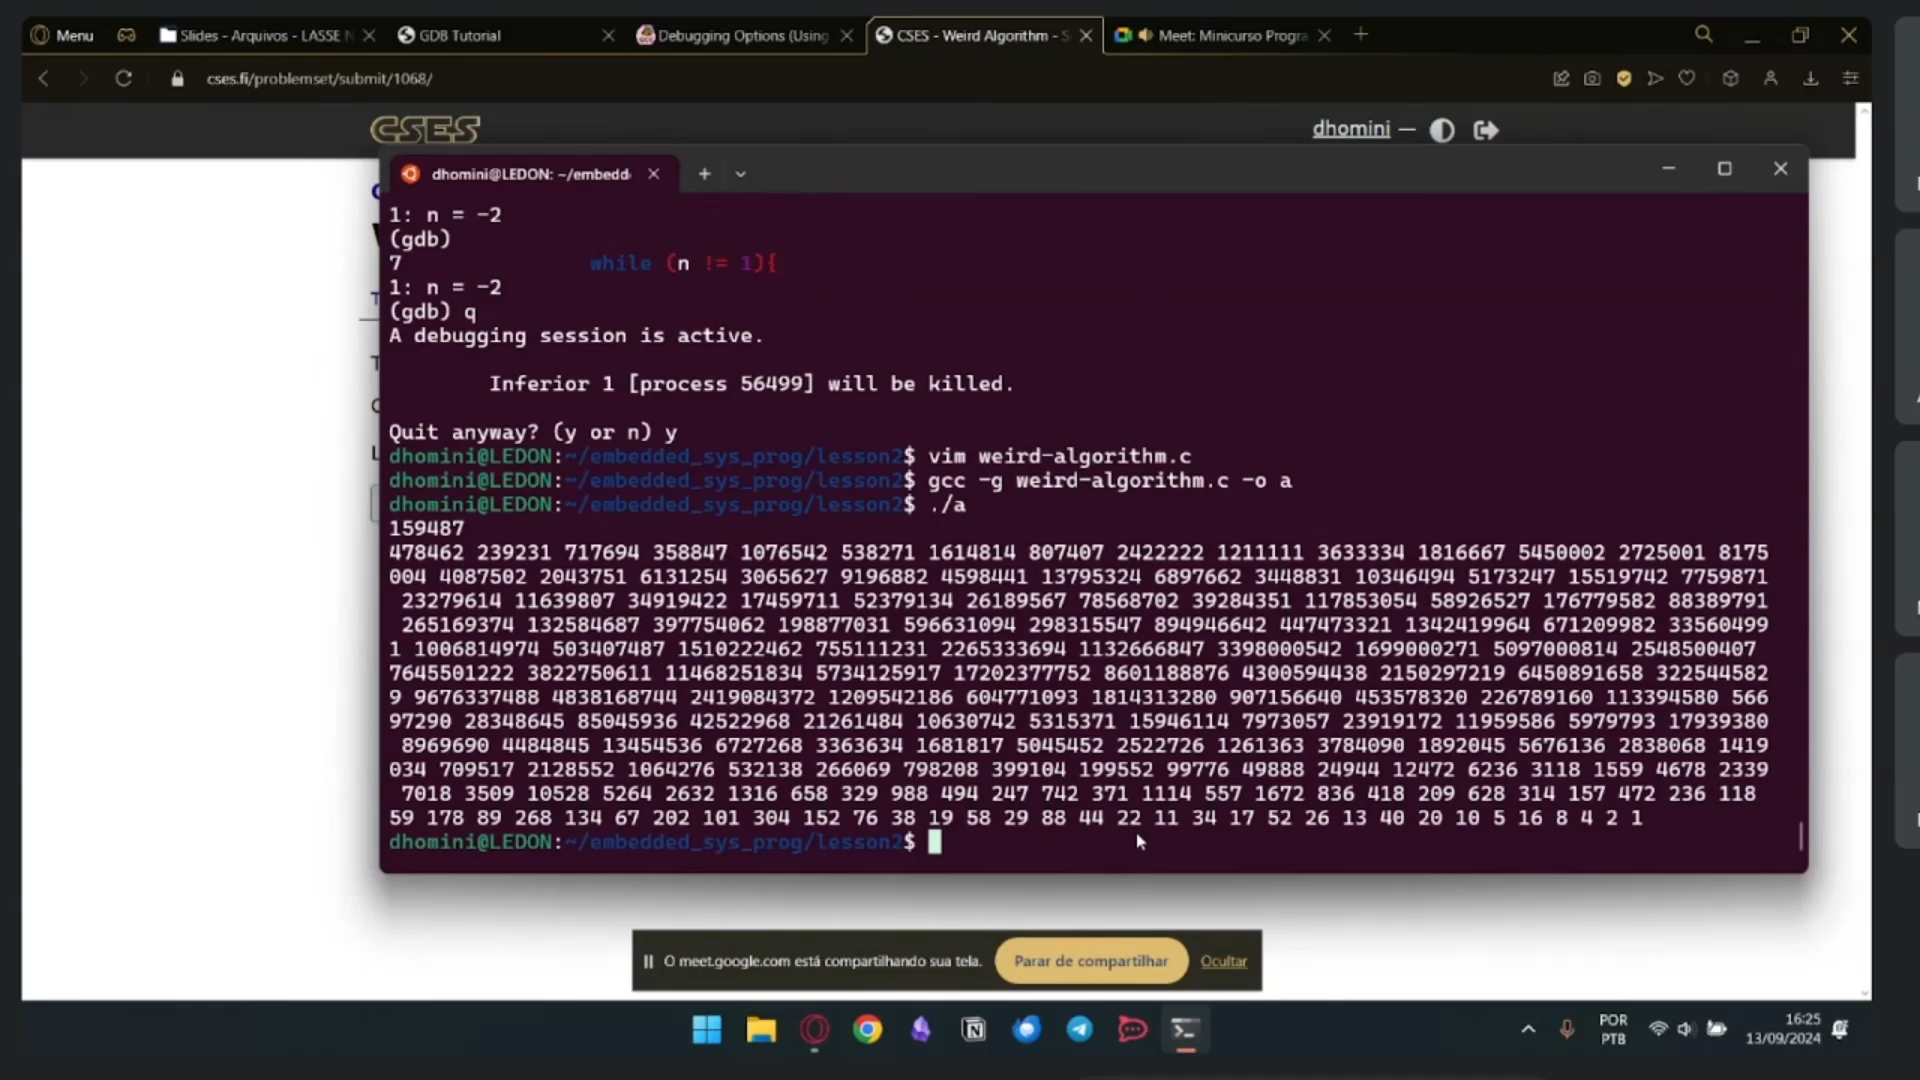 Menu
Slides - Arquivos - LASSE N
GDB Tutorial
Debugging Options (Using
CSES - Weird Algorithm - S
Meet: Minicurso Progra
cses.fi/problemset/submit/1068/
CSES
dhomini —
dhomini@LEDON: ~/embedd
1: n = -2
(gdb)
7 while (n != 1){
1: n = -2
(gdb) q
A debugging session is active.
Inferior 1 [process 56499] will be killed.
Quit anyway? (y or n) y
dhomini@LEDON:~/embedded_sys_prog/lesson2$ vim weird-algorithm.c
dhomini@LEDON:~/embedded_sys_prog/lesson2$ gcc -g weird-algorithm.c -o a
dhomini@LEDON:~/embedded_sys_prog/lesson2$ ./a
159487
478462 239231 717694 358847 1076542 538271 1614814 807407 2422222 1211111 3633334 1816667 5450002 2725001 8175
004 4087502 2043751 6131254 3065627 9196882 4598441 13795324 6897662 3448831 10346494 5173247 15519742 7759871
23279614 11639807 34919422 17459711 52379134 26189567 78568702 39284351 117853054 58926527 176779582 88389791
265169374 132584687 397754062 198877031 596631094 298315547 894946642 447473321 1342419964 671209982 33560499
1 1006814974 503407487 1510222462 755111231 2265333694 1132666847 3398000542 1699000271 5097000814 2548500407
7645501222 3822750611 11468251834 5734125917 17202377752 8601188876 4300594438 2150297219 6450891658 322544582
9 9676337488 4838168744 2419084372 1209542186 604771093 1814313280 907156640 453578320 226789160 113394580 566
97290 28348645 85045936 42522968 21261484 10630742 5315371 15946114 7973057 23919172 11959586 5979793 17939380
8969690 4484845 13454536 6727268 3363634 1681817 5045452 2522726 1261363 3784090 1892045 5676136 2838068 1419
034 709517 2128552 1064276 532138 266069 798208 399104 199552 99776 49888 24944 12472 6236 3118 1559 4678 2339
7018 3509 10528 5264 2632 1316 658 329 988 494 247 742 371 1114 557 1672 836 418 209 628 314 157 472 236 118
59 178 89 268 134 67 202 101 304 152 76 38 19 58 29 88 44 22 11 34 17 52 26 13 40 20 10 5 16 8 4 2 1
dhomini@LEDON:~/embedded_sys_prog/lesson2$
O meet.google.com está compartilhando sua tela.
Parar de compartilhar
Ocultar
POR
PTB
16:25
13/09/2024